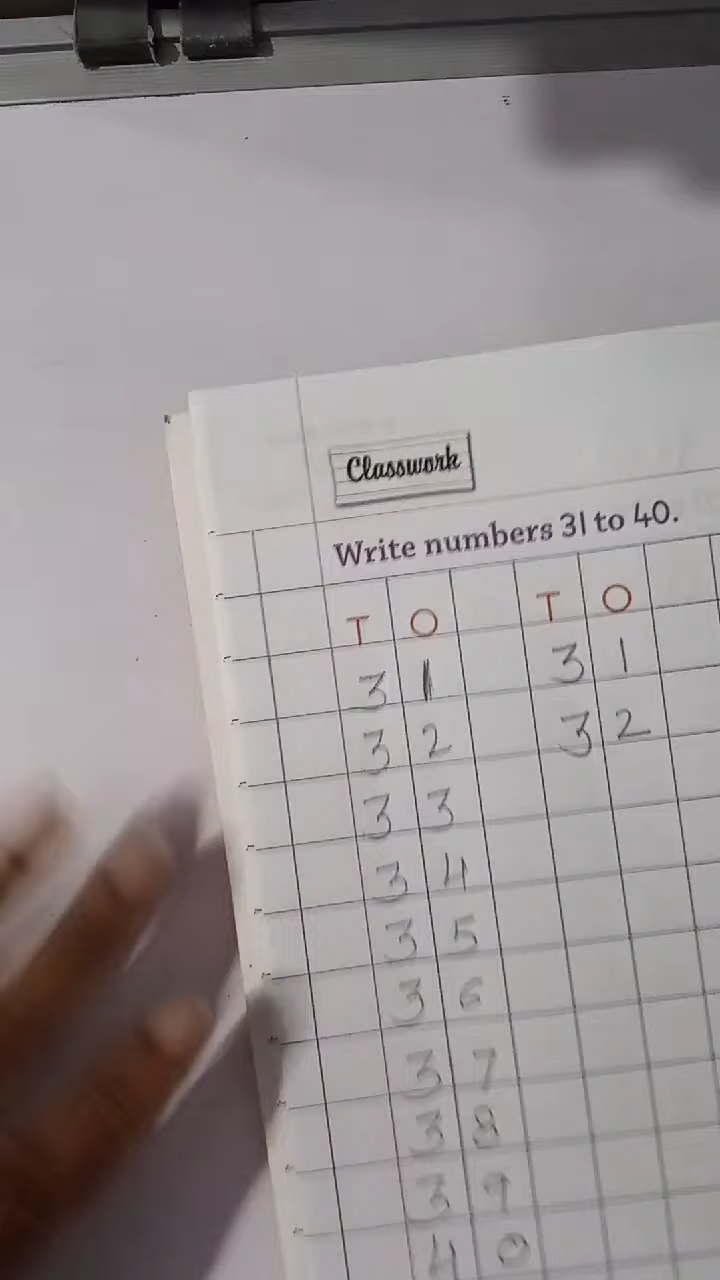 Classwork
Write numbers 31 to 40.
T O T O
3 1 3 1
3 2 3 2
3 3
3 4
3 5
3 6
3 7
3 8
3 9
4 0